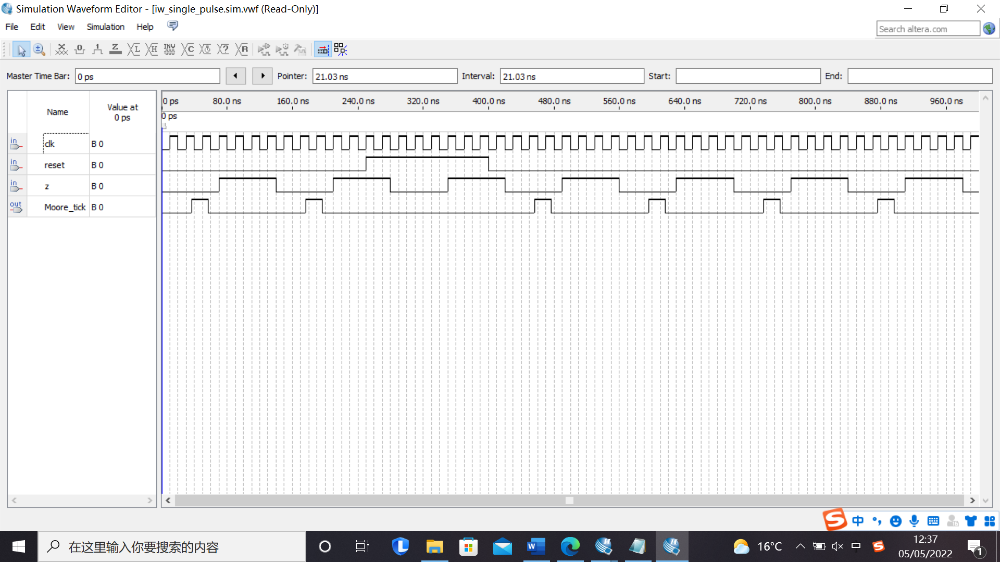 Simulation Waveform Editor - [iw_single_pulse.sim.vwf (Read-Only)]
File Edit View Simulation Help
Search altera.com
0 1 Z L H INV C ? R
Master Time Bar: 0 ps Pointer: 21.03 ns Interval: 21.03 ns Start: End:
Name Value at 0 ps
0 ps 80.0 ns 160.0 ns 240.0 ns 320.0 ns 400.0 ns 480.0 ns 560.0 ns 640.0 ns 720.0 ns 800.0 ns 880.0 ns 960.0 ns
0 ps
in clk B 0
in reset B 0
in z B 0
out Moore_tick B 0
S 中
在这里输入你要搜索的内容
W
16°C 中 S
12:37
05/05/2022
1